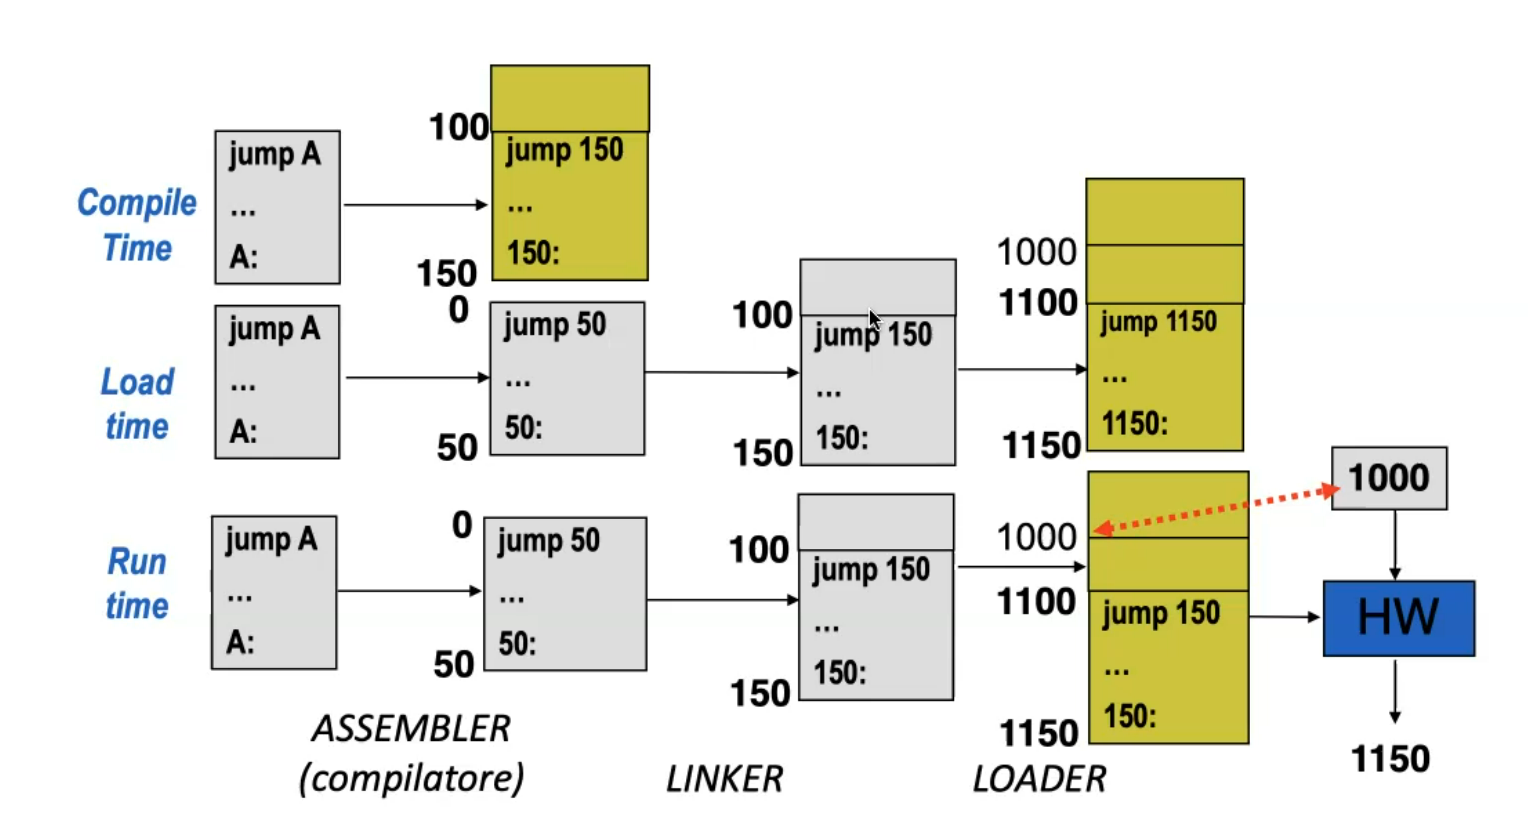 Compile
Time
jump A
...
A:
100
jump 150
...
150:
150
Load
time
jump A
...
A:
0
jump 50
...
50:
50
100
jump 150
...
150:
150
1000
1100
jump 1150
...
1150:
1150
Run
time
jump A
...
A:
0
jump 50
...
50:
50
100
jump 150
...
150:
150
1000
1100
jump 150
...
150:
1150
1000
HW
1150
ASSEMBLER
(compilatore)
LINKER
LOADER